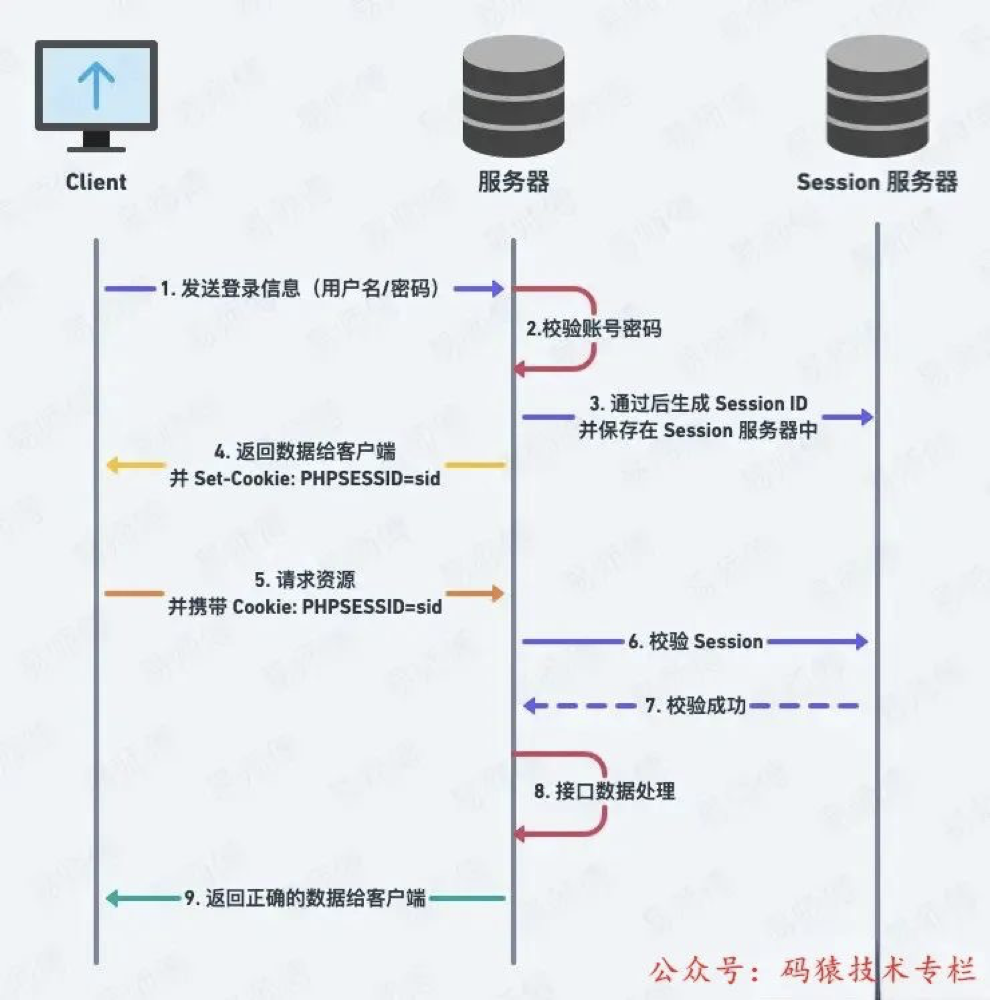 Client
服务器
Session 服务器
1. 发送登录信息（用户名/密码）
2.校验账号密码
3. 通过后生成 Session ID
并保存在 Session 服务器中
4. 返回数据给客户端
并 Set-Cookie: PHPSESSID=sid
5. 请求资源
并携带 Cookie: PHPSESSID=sid
6. 校验 Session
7. 校验成功
8. 接口数据处理
9. 返回正确的数据给客户端
公众号：码猿技术专栏